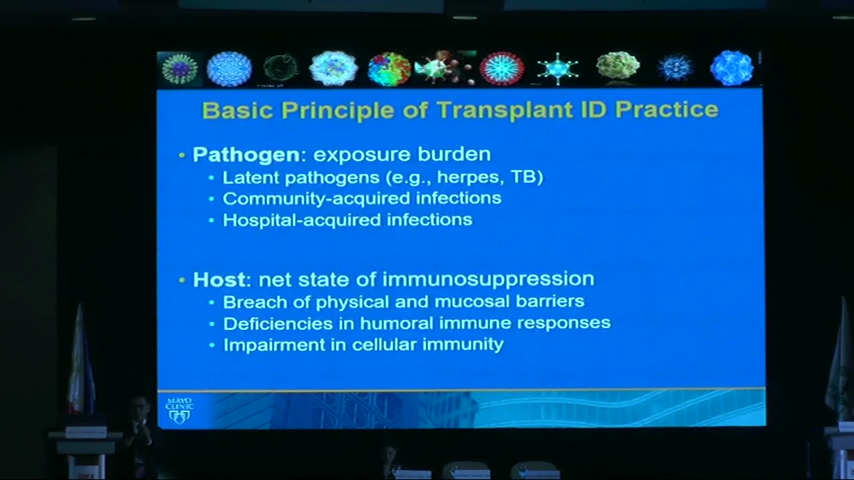 Basic Principle of Transplant ID Practice
• Pathogen: exposure burden
• Latent pathogens (e.g., herpes, TB)
• Community-acquired infections
• Hospital-acquired infections
• Host: net state of immunosuppression
• Breach of physical and mucosal barriers
• Deficiencies in humoral immune responses
• Impairment in cellular immunity
MAYO
CLINIC